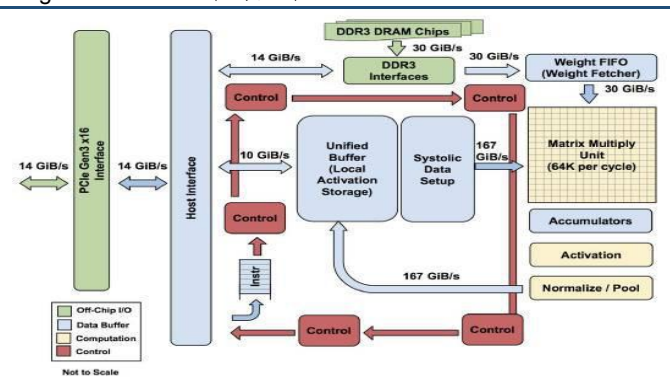 DDR3 DRAM Chips
30 GiB/s
14 GiB/s
DDR3
Interfaces
30 GiB/s
Weight FIFO
(Weight Fetcher)
30 GiB/s
Control
Control
PCIe Gen3 x16
Interface
Host Interface
14 GiB/s
14 GiB/s
10 GiB/s
Unified
Buffer
(Local
Activation
Storage)
Systolic
Data
Setup
167
GiB/s
Matrix Multiply
Unit
(64K per cycle)
Control
Accumulators
Activation
Instr
167 GiB/s
Normalize / Pool
Control
Control
Off-Chip I/O
Data Buffer
Computation
Control
Not to Scale